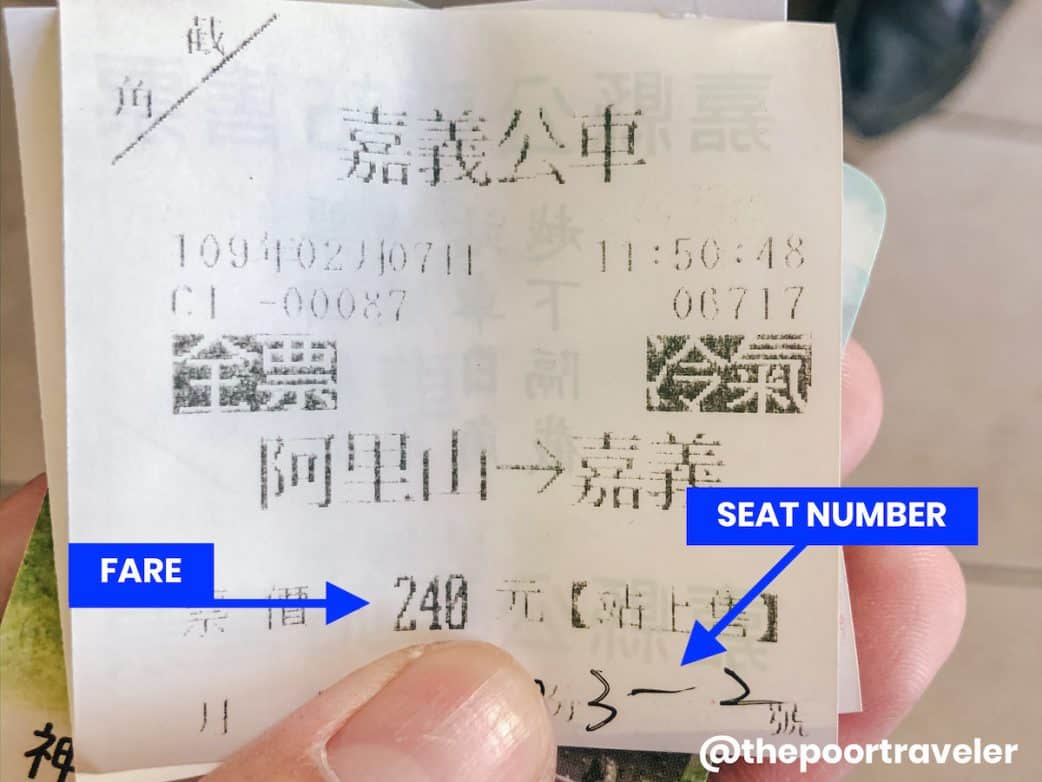 截
角
嘉義公車
109年02月07日 11:50:48
C1 -00087 06717
全票 冷氣
阿里山→嘉義
SEAT NUMBER
FARE
票價 240 元【站上售】
月 3-2 號
神
@thepoortraveler